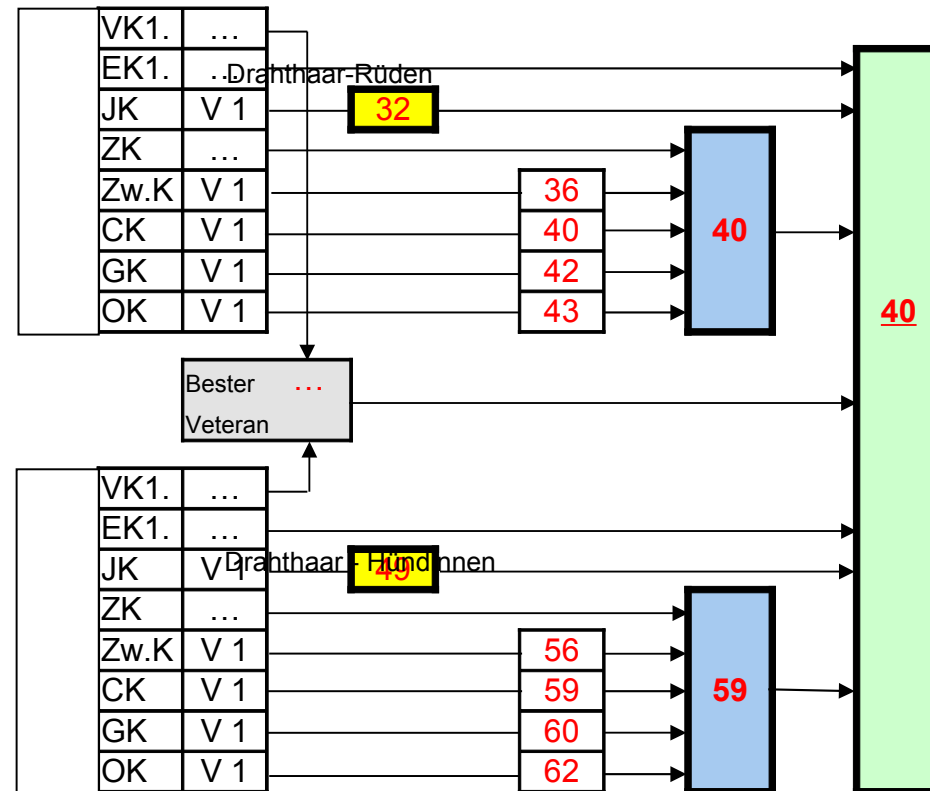 VK1. …
EK1. …
Drahthaar-Rüden
JK V 1 32
ZK …
Zw.K V 1 36
CK V 1 40 40
GK V 1 42
OK V 1 43 40
Bester …
Veteran
VK1. …
EK1. …
Drahthaar - Hündinnen
JK V 1 49
ZK …
Zw.K V 1 56
CK V 1 59 59
GK V 1 60
OK V 1 62